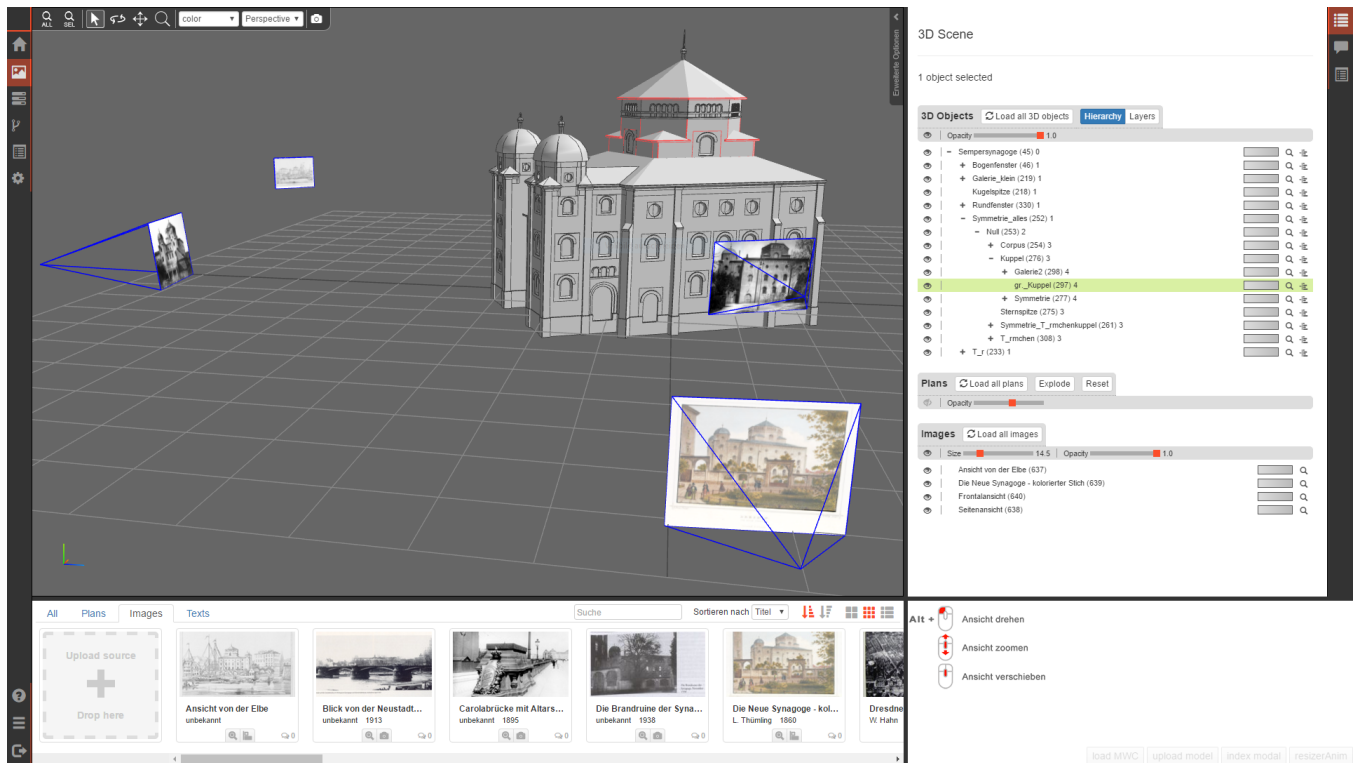 ALL SEL color Perspective
Erweiterte Optionen
3D Scene
1 object selected
3D Objects Load all 3D objects Hierarchy Layers
Opacity 1.0
− Sempersynagoge (45) 0
+ Bogenfenster (46) 1
+ Galerie_klein (219) 1
Kugelspitze (218) 1
+ Rundfenster (330) 1
− Symmetrie_alles (252) 1
− Null (253) 2
+ Corpus (254) 3
− Kuppel (276) 3
+ Galerie2 (298) 4
gr._Kuppel (297) 4
+ Symmetrie (277) 4
Sternspitze (275) 3
+ Symmetrie_T_rmchenkuppel (261) 3
+ T_rmchen (308) 3
+ T_r (233) 1
Plans Load all plans Explode Reset
Opacity
Images Load all images
Size 14.5 Opacity 1.0
Ansicht von der Elbe (637)
Die Neue Synagoge - kolorierter Stich (639)
Frontalansicht (640)
Seitenansicht (638)
All Plans Images Texts Suche Sortieren nach Titel
Upload source
Drop here
Ansicht von der Elbe
unbekannt
0
Blick von der Neustadt...
unbekannt 1913
0
Carolabrücke mit Altars...
unbekannt 1895
0
Die Brandruine der Syna...
unbekannt 1938
0
Die Neue Synagoge - kol...
L. Thümling 1860
0
Dresdne
W. Hahn
Alt + Ansicht drehen
Ansicht zoomen
Ansicht verschieben
load MWC upload model index modal resizerAnim